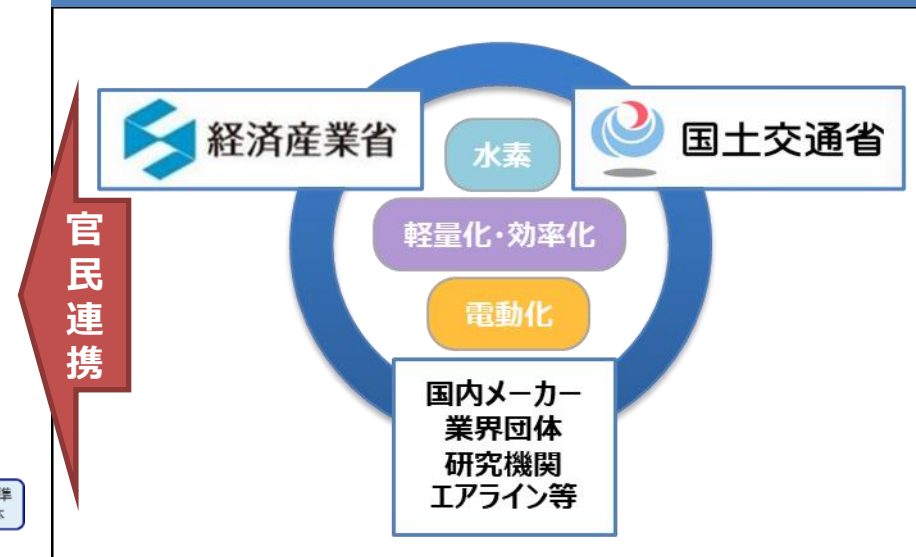 経済産業省
国土交通省
水素
軽量化・効率化
電動化
官民連携
国内メーカー
業界団体
研究機関
エアライン等
準